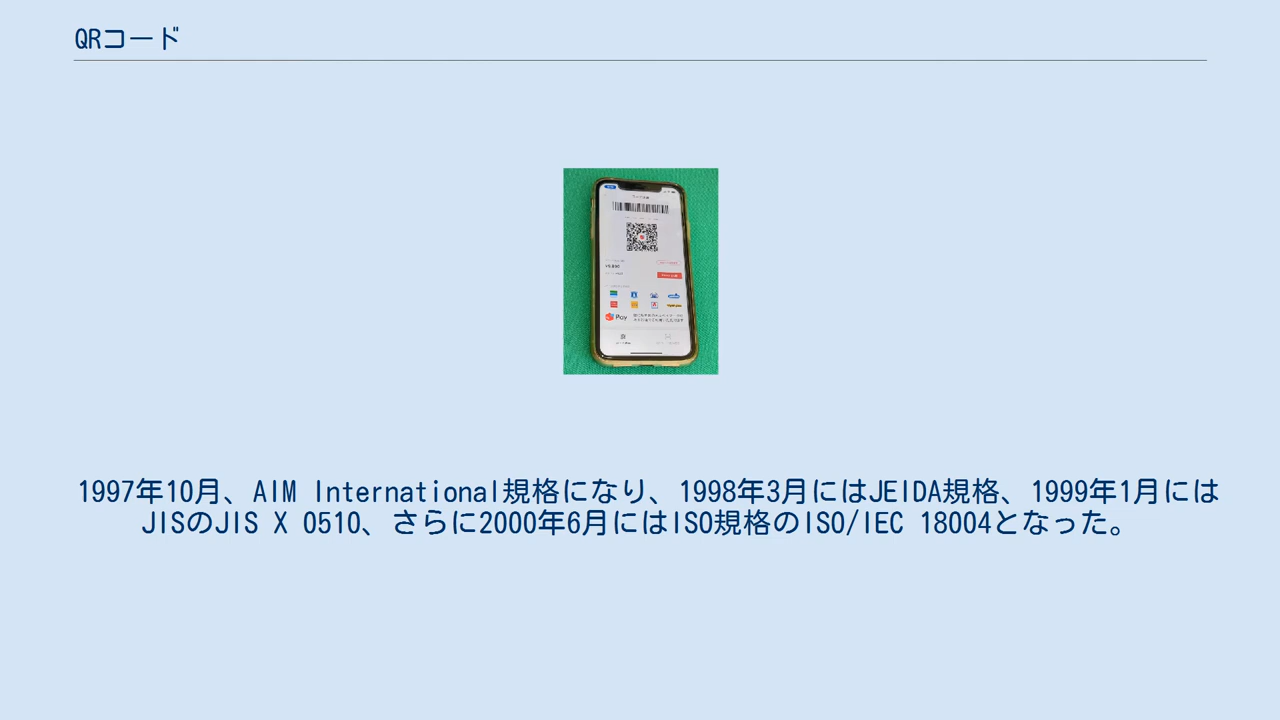 QRコード
Pay
1997年10月、AIM International規格になり、1998年3月にはJEIDA規格、1999年1月には
JISのJIS X 0510、さらに2000年6月にはISO規格のISO/IEC 18004となった。